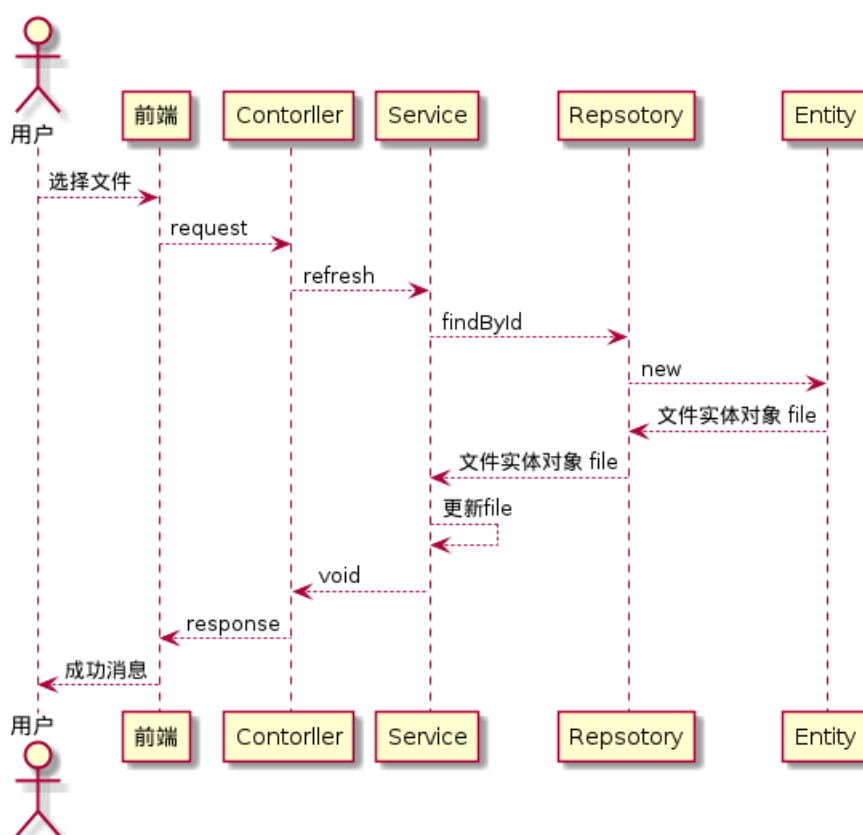 用户
前端
Contorller
Service
Repsotory
Entity
选择文件
request
refresh
findById
new
文件实体对象 file
文件实体对象 file
更新file
void
response
成功消息
用户
前端
Contorller
Service
Repsotory
Entity